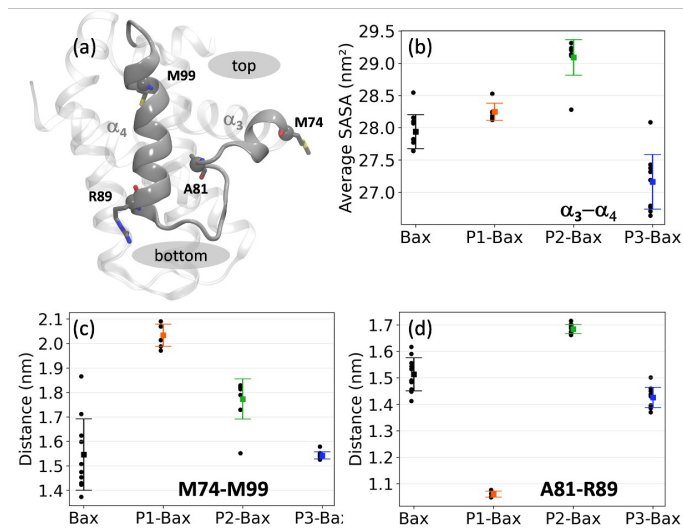 (a)
M99
top
α4
α3
M74
A81
R89
bottom
(b)
Average SASA (nm²)
29.5
29.0
28.5
28.0
27.5
27.0
α3–α4
Bax P1-Bax P2-Bax P3-Bax
(c)
Distance (nm)
2.1
2.0
1.9
1.8
1.7
1.6
1.5
1.4
M74-M99
Bax P1-Bax P2-Bax P3-Bax
(d)
Distance (nm)
1.7
1.6
1.5
1.4
1.3
1.2
1.1
A81-R89
Bax P1-Bax P2-Bax P3-Bax